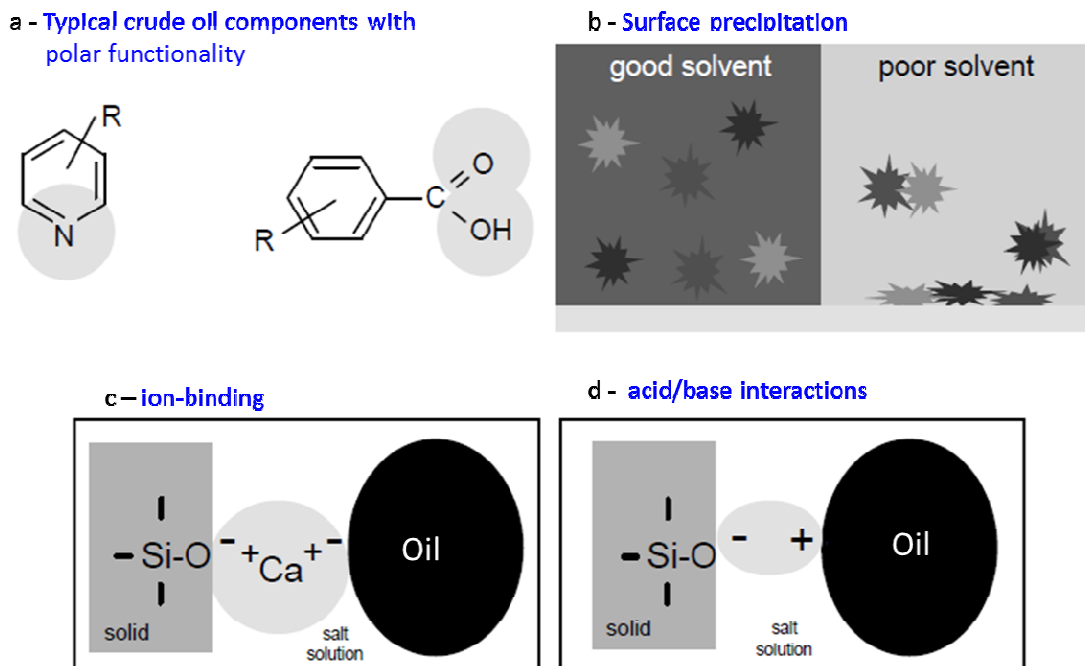 a - Typical crude oil components with
polar functionality
R
N
R
C
O
OH
b - Surface precipitation
good solvent
poor solvent
c – ion-binding
Si-O
- + Ca + -
Oil
solid
salt
solution
d - acid/base interactions
Si-O
- +
Oil
solid
salt
solution